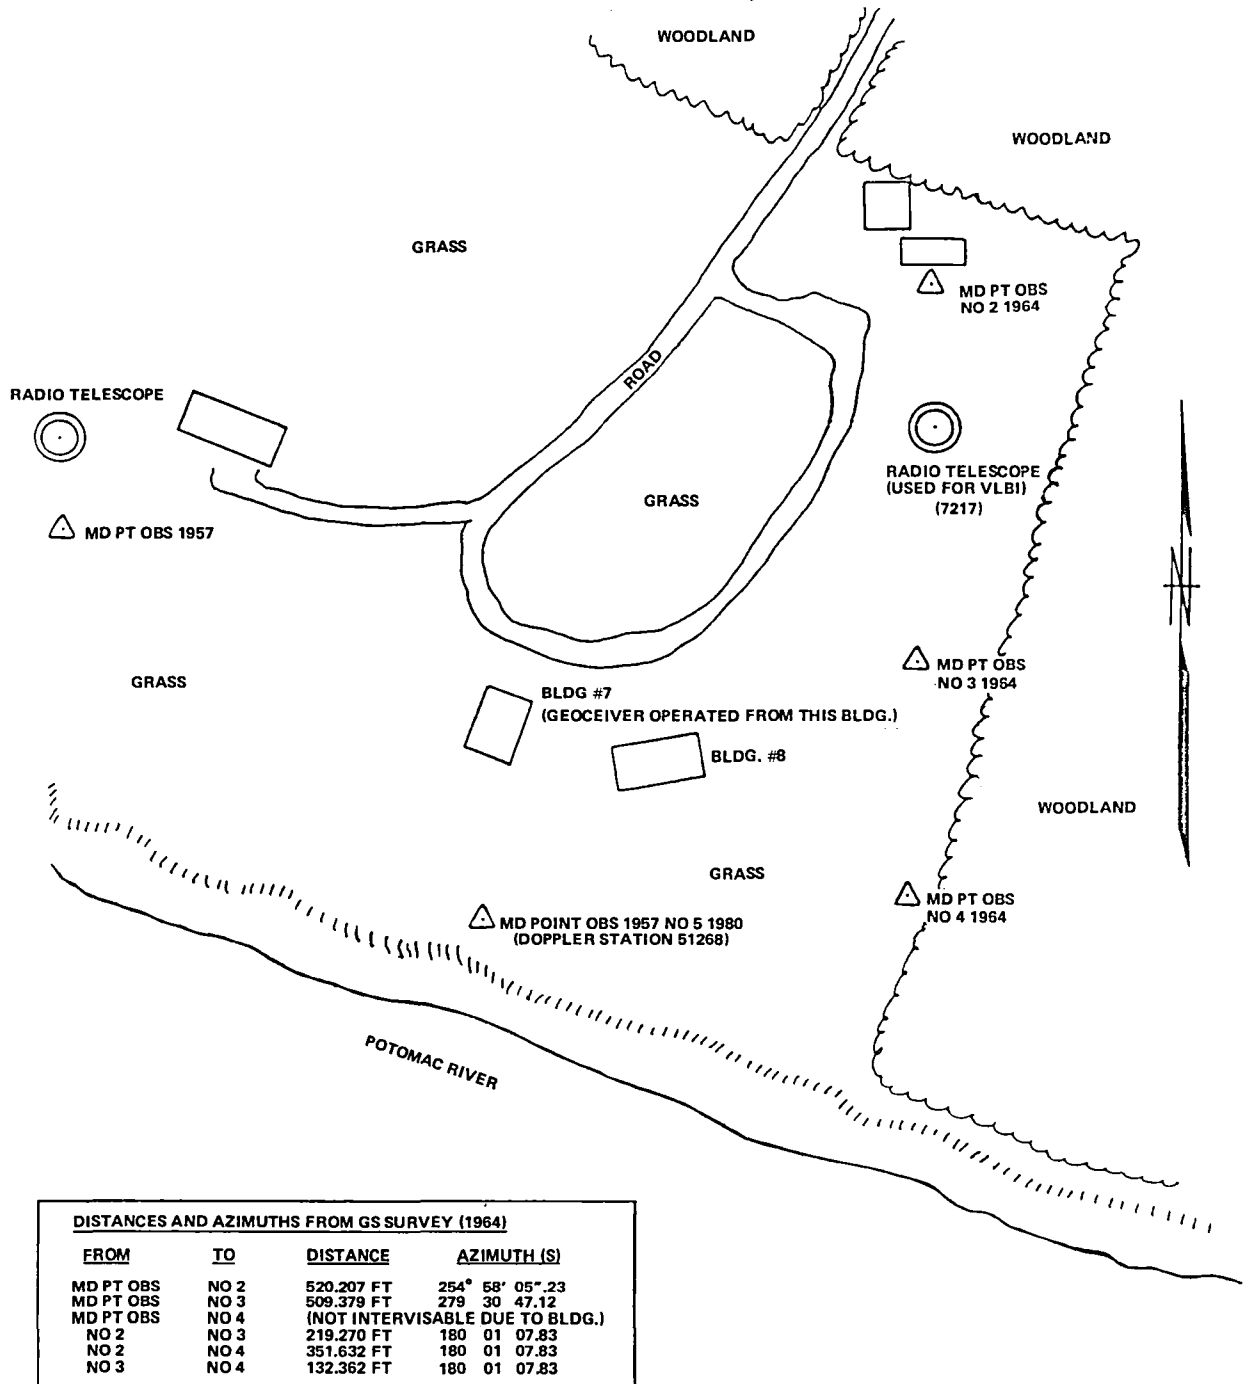 WOODLAND
WOODLAND
GRASS
MD PT OBS
NO 2 1964
ROAD
RADIO TELESCOPE
RADIO TELESCOPE
(USED FOR VLBI)
(7217)
GRASS
MD PT OBS 1957
N
MD PT OBS
NO 3 1964
GRASS
BLDG #7
(GEOCEIVER OPERATED FROM THIS BLDG.)
BLDG. #8
WOODLAND
GRASS
MD PT OBS
NO 4 1964
MD POINT OBS 1957 NO 5 1980
(DOPPLER STATION 51268)
POTOMAC RIVER
DISTANCES AND AZIMUTHS FROM GS SURVEY (1964)
FROM TO DISTANCE AZIMUTH (S)
MD PT OBS NO 2 520.207 FT 254° 58' 05".23
MD PT OBS NO 3 509.379 FT 279 30 47.12
MD PT OBS NO 4 (NOT INTERVISABLE DUE TO BLDG.)
NO 2 NO 3 219.270 FT 180 01 07.83
NO 2 NO 4 351.632 FT 180 01 07.83
NO 3 NO 4 132.362 FT 180 01 07.83